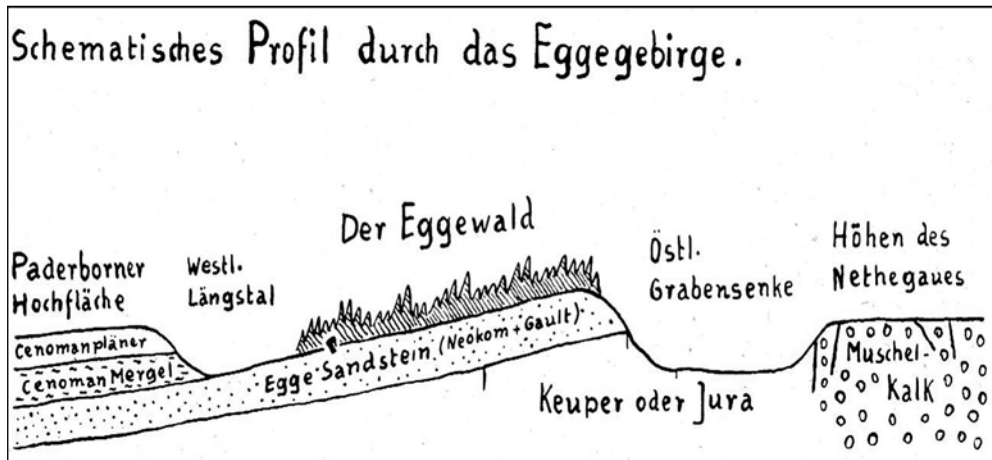 Schematisches Profil durch das Eggegebirge.
Der Eggewald
Paderborner
Hochfläche
Westl.
Längstal
Östl.
Grabensenke
Höhen des
Nethegaues
Cenomanpläner
Cenoman Mergel
Egge Sandstein (Neokom + Gault)
Keuper oder Jura
Muschel-
Kalk